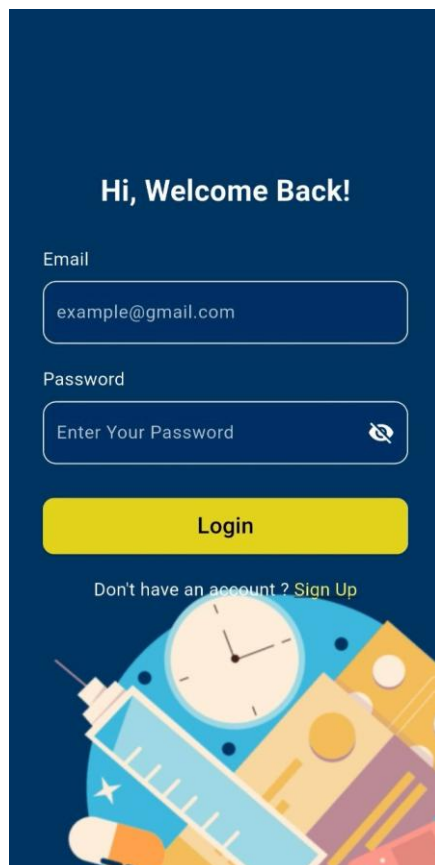 Hi, Welcome Back!
Email
example@gmail.com
Password
Enter Your Password
Login
Don't have an account ? Sign Up